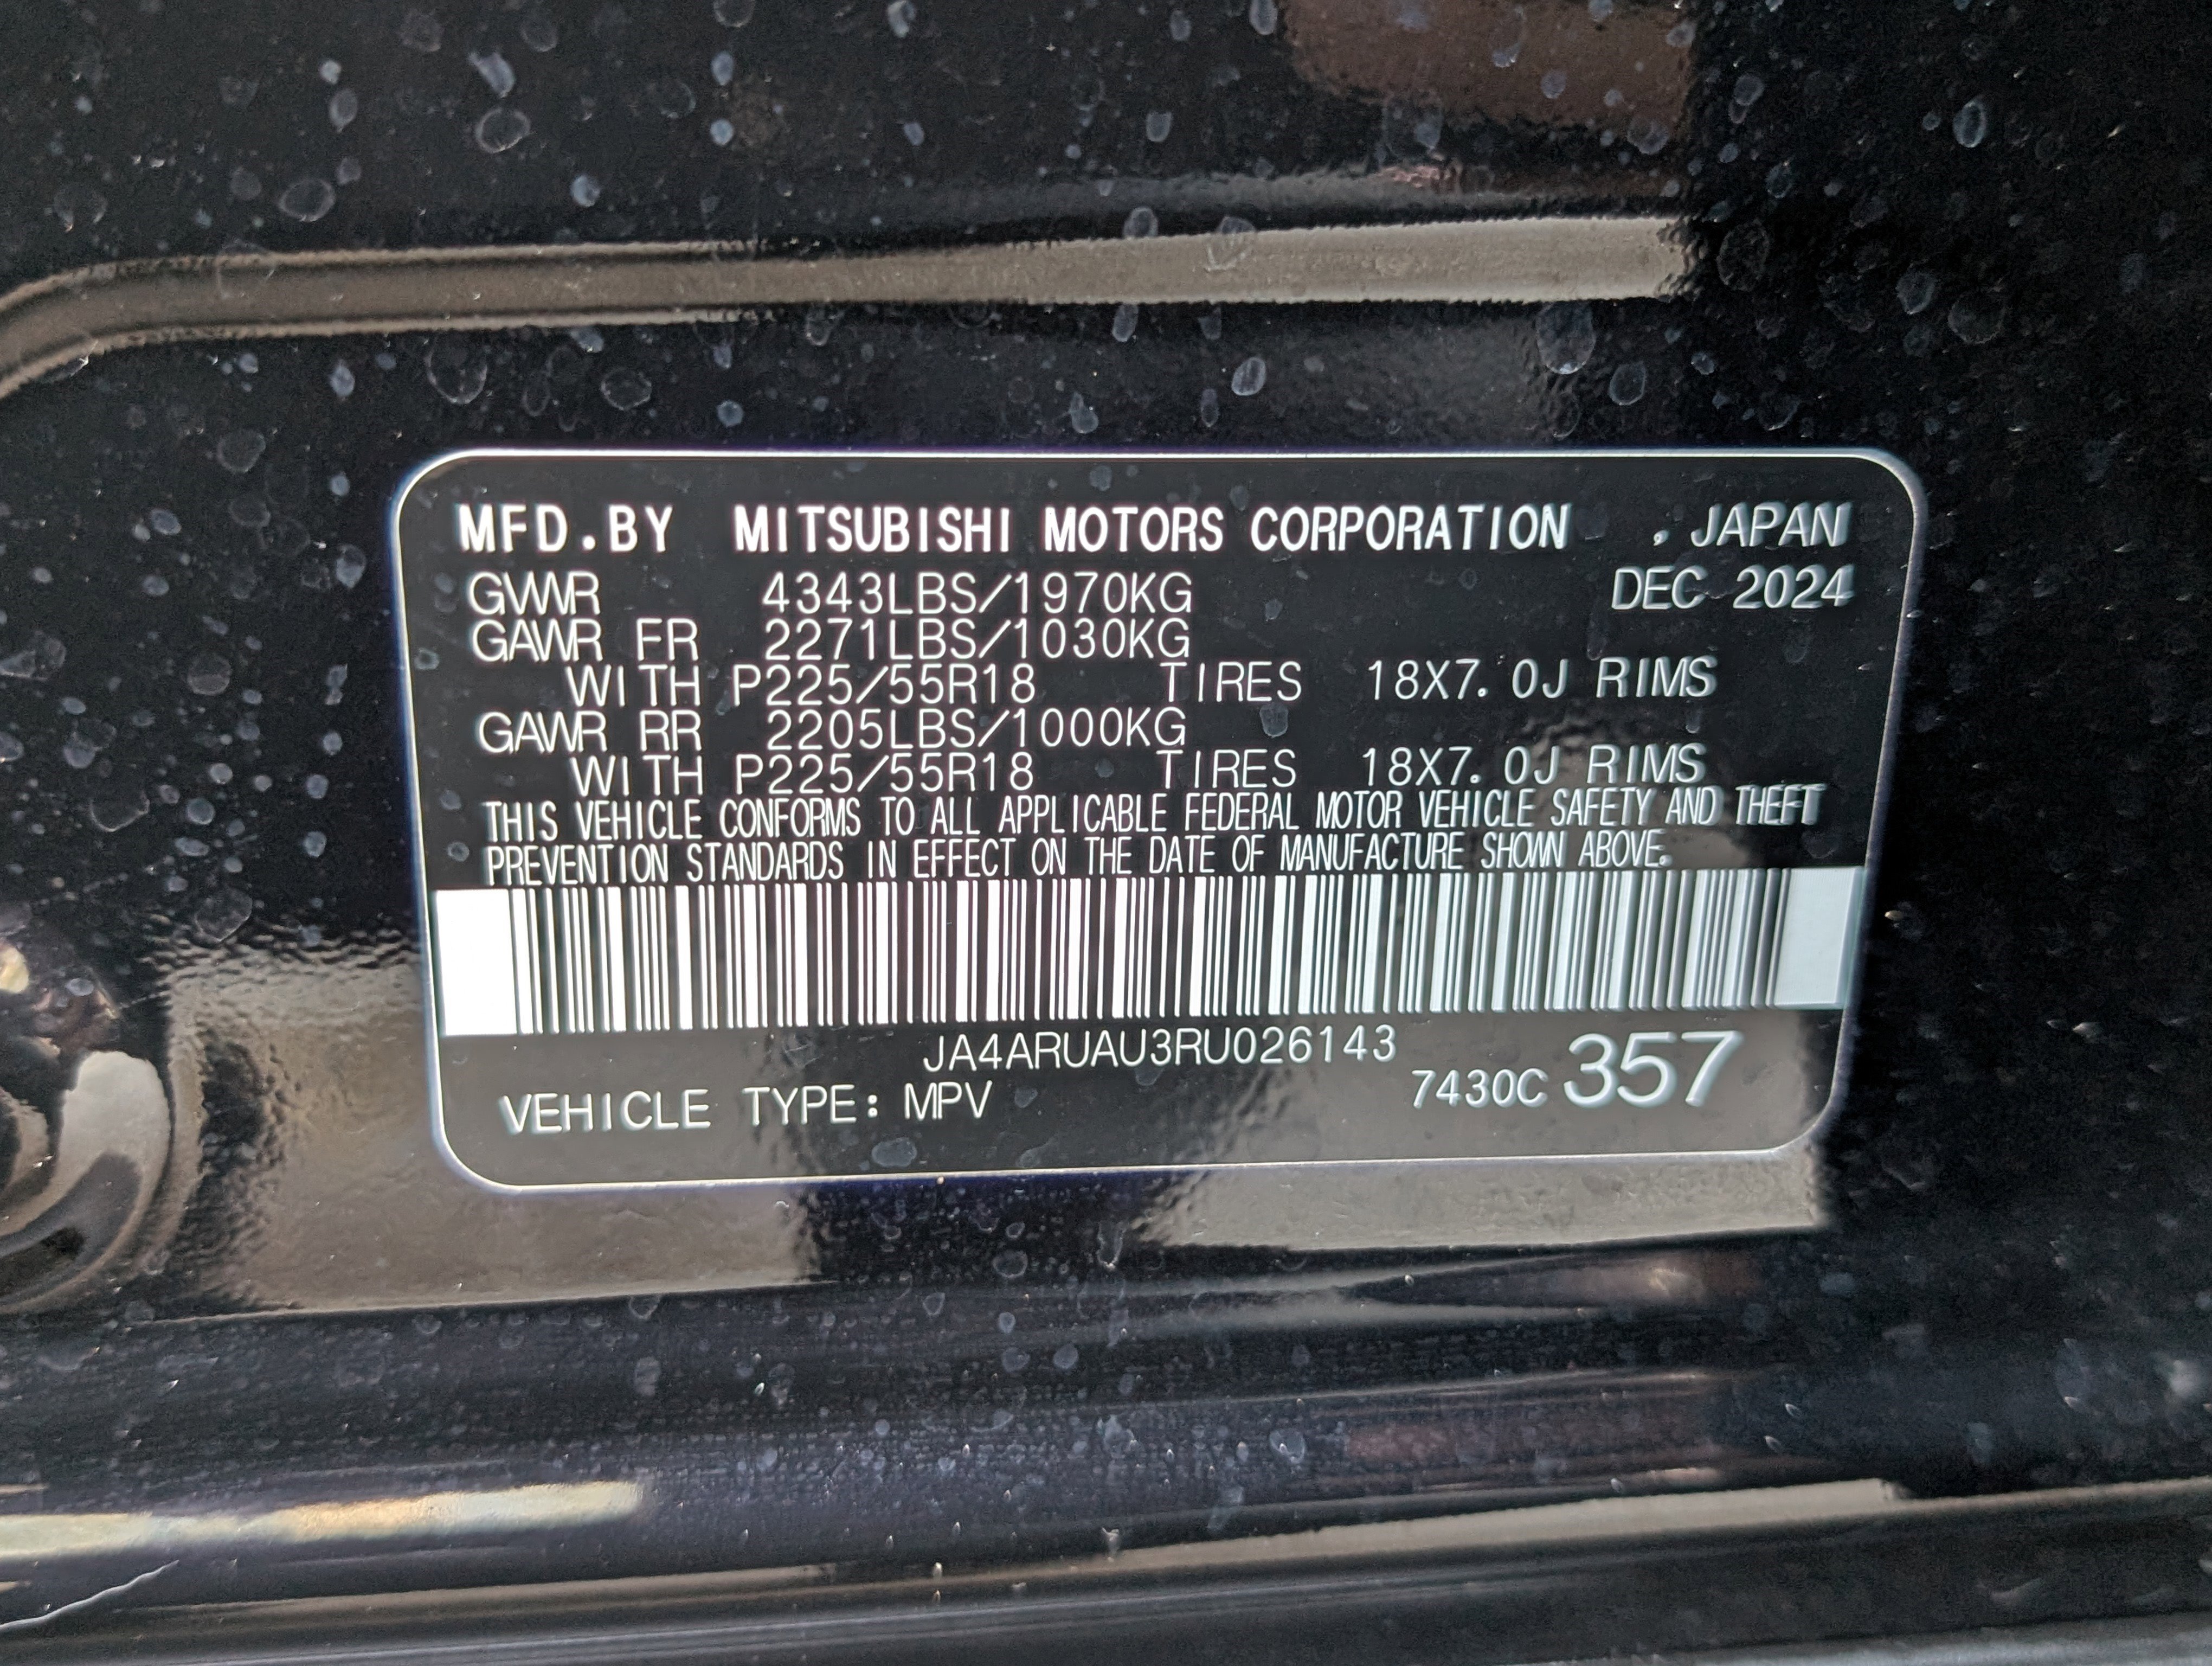 MFD.BY MITSUBISHI MOTORS CORPORATION , JAPAN
GVWR 4343LBS/1970KG DEC 2024
GAWR FR 2271LBS/1030KG
WITH P225/55R18 TIRES 18X7.0J RIMS
GAWR RR 2205LBS/1000KG
WITH P225/55R18 TIRES 18X7.0J RIMS
THIS VEHICLE CONFORMS TO ALL APPLICABLE FEDERAL MOTOR VEHICLE SAFETY AND THEFT
PREVENTION STANDARDS IN EFFECT ON THE DATE OF MANUFACTURE SHOWN ABOVE.
JA4ARUAU3RU026143
VEHICLE TYPE: MPV 7430C 357